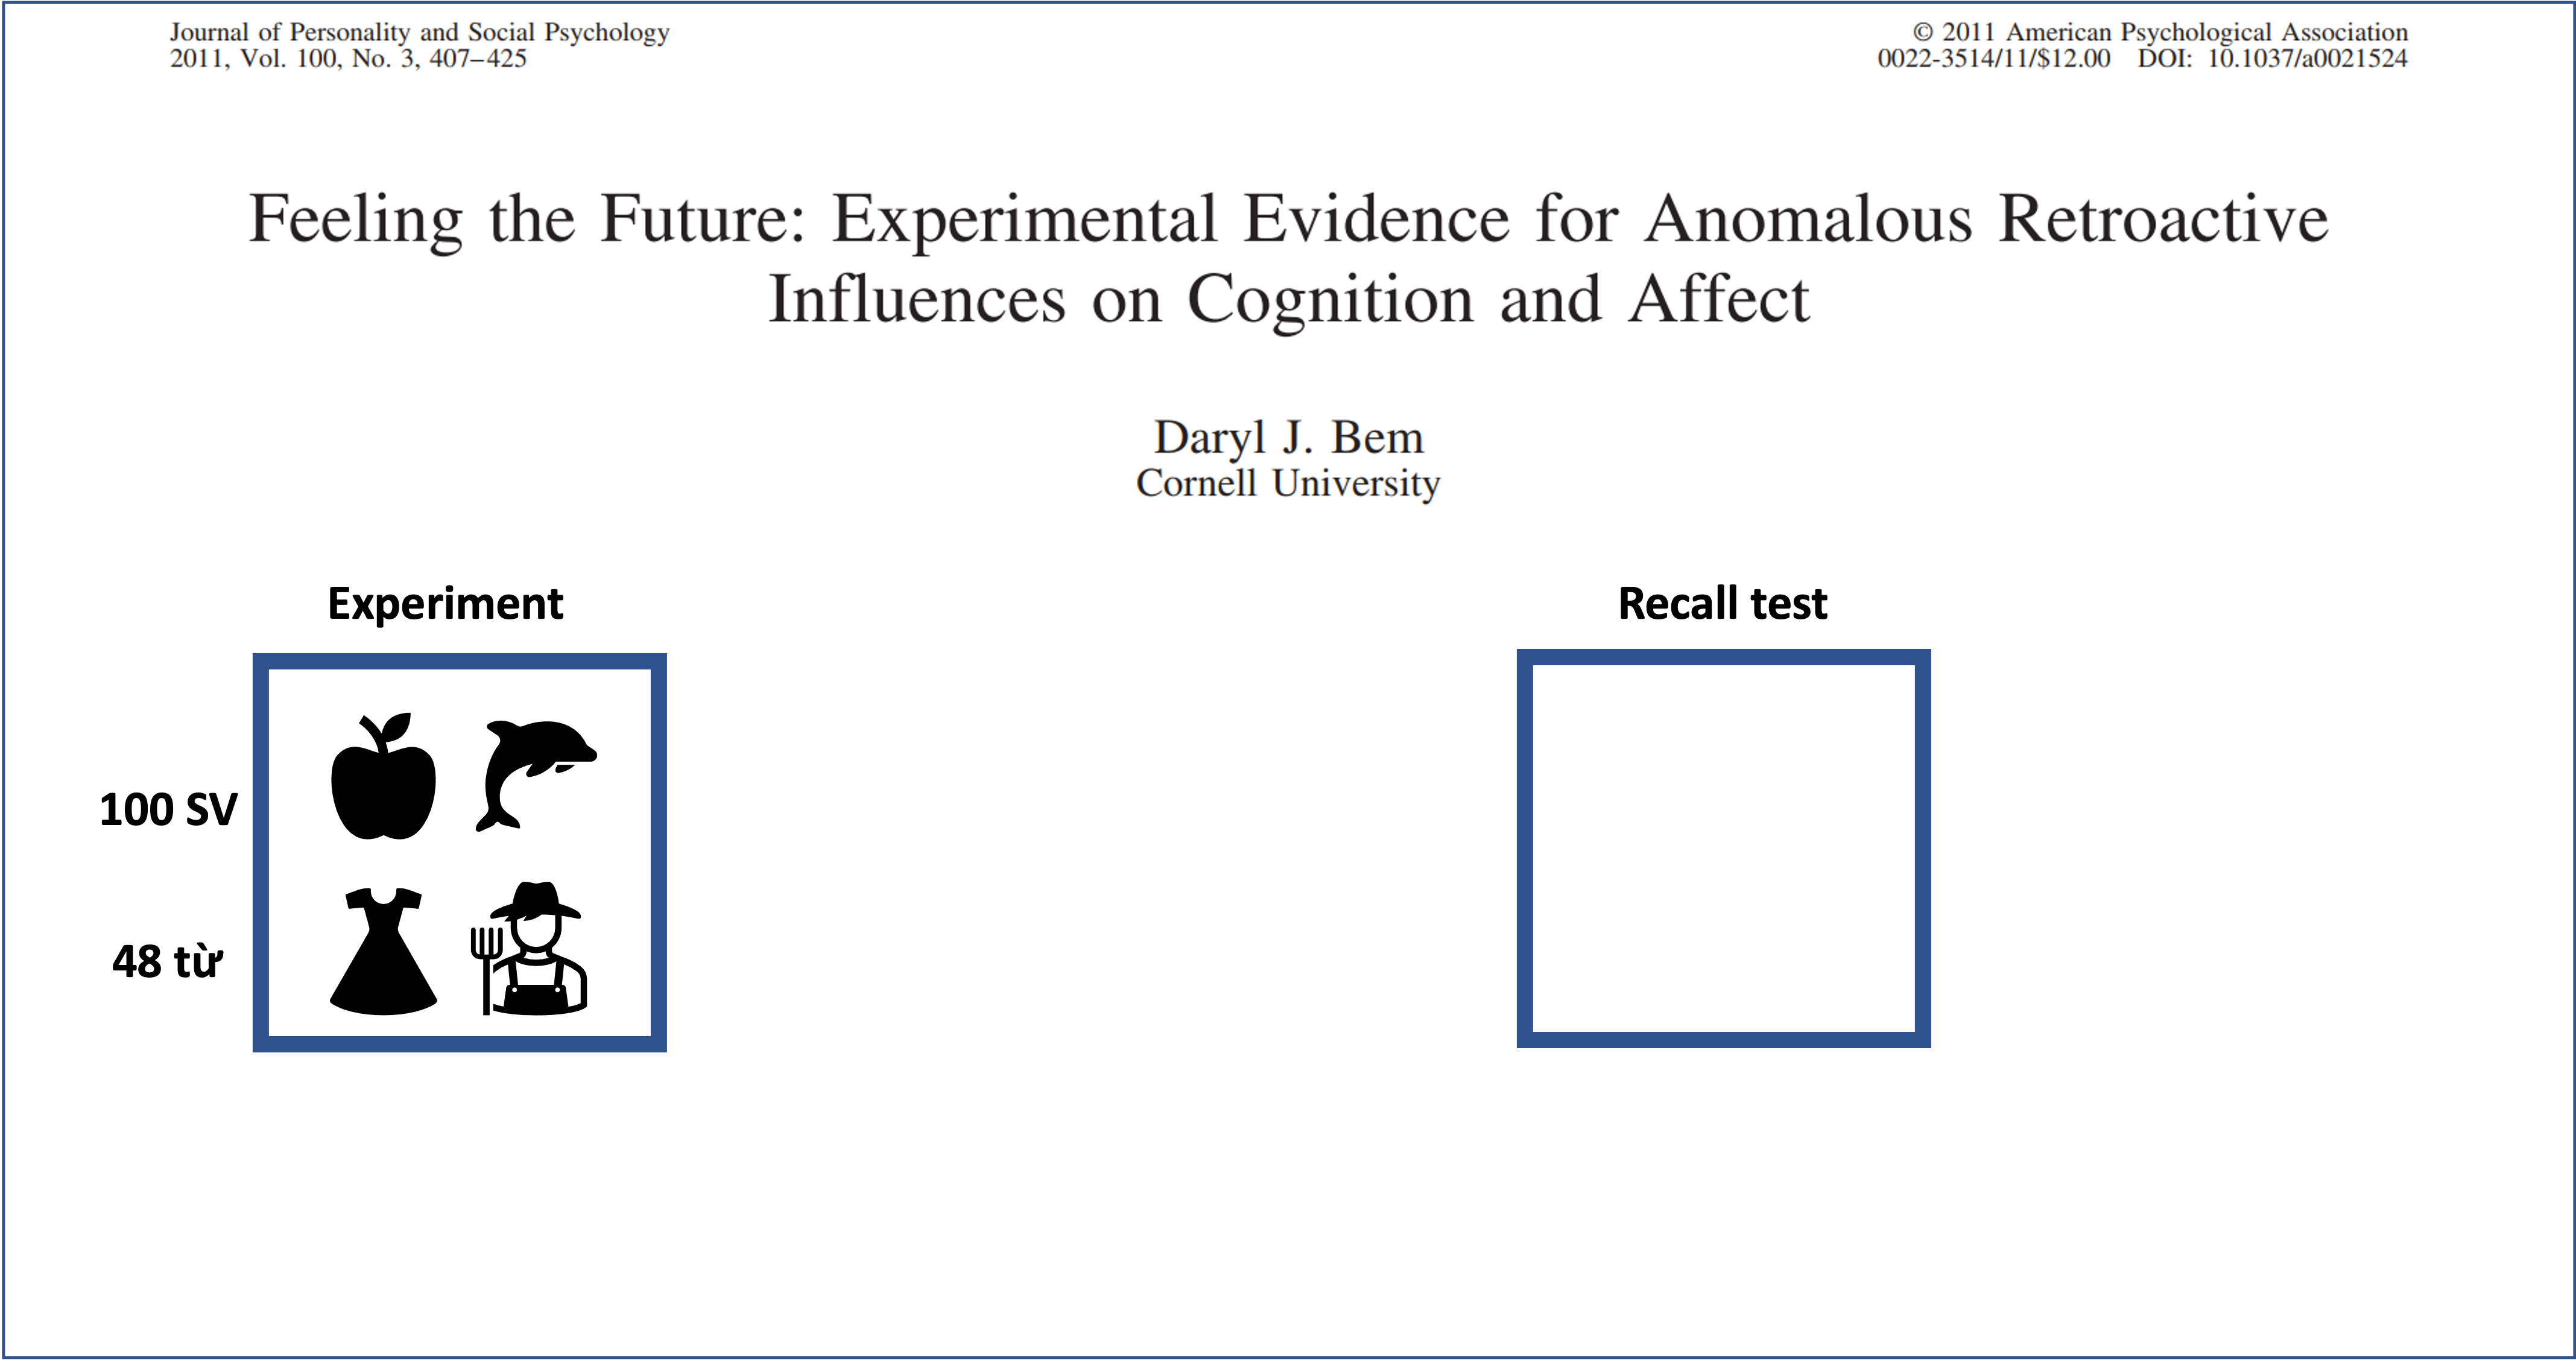 Journal of Personality and Social Psychology
2011, Vol. 100, No. 3, 407–425
© 2011 American Psychological Association
0022-3514/11/$12.00 DOI: 10.1037/a0021524
Feeling the Future: Experimental Evidence for Anomalous Retroactive
Influences on Cognition and Affect
Daryl J. Bem
Cornell University
Experiment
Recall test
100 SV
48 từ